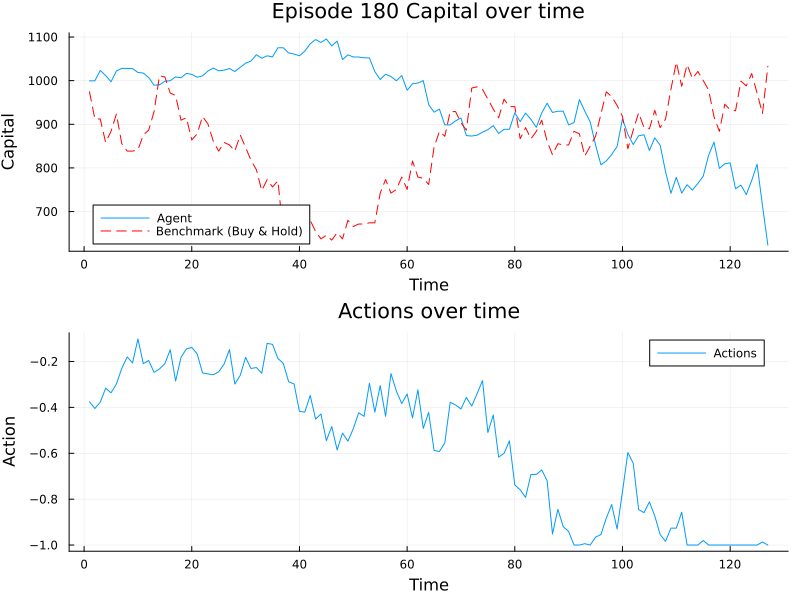 Episode 180 Capital over time
Capital
1100
1000
900
800
700
Agent
Benchmark (Buy & Hold)
0 20 40 60 80 100 120
Time
Actions over time
Action
−0.2
−0.4
−0.6
−0.8
−1.0
Actions
0 20 40 60 80 100 120
Time